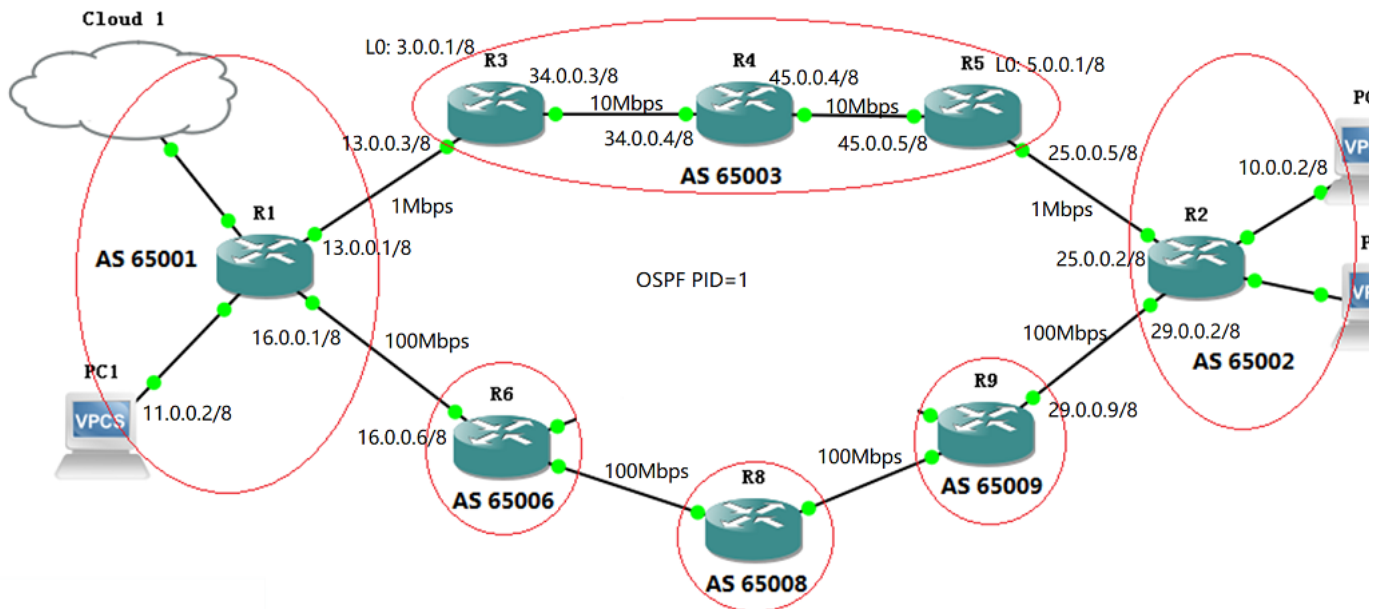 Cloud 1
L0: 3.0.0.1/8
R3
34.0.0.3/8
10Mbps
34.0.0.4/8
R4
45.0.0.4/8
10Mbps
45.0.0.5/8
R5
L0: 5.0.0.1/8
13.0.0.3/8
AS 65003
25.0.0.5/8
10.0.0.2/8
VP
1Mbps
1Mbps
R1
AS 65001
13.0.0.1/8
R2
25.0.0.2/8
P
VP
OSPF PID=1
16.0.0.1/8
100Mbps
100Mbps
29.0.0.2/8
AS 65002
PC1
VPCS
11.0.0.2/8
R6
16.0.0.6/8
AS 65006
R9
29.0.0.9/8
AS 65009
100Mbps
100Mbps
R8
AS 65008